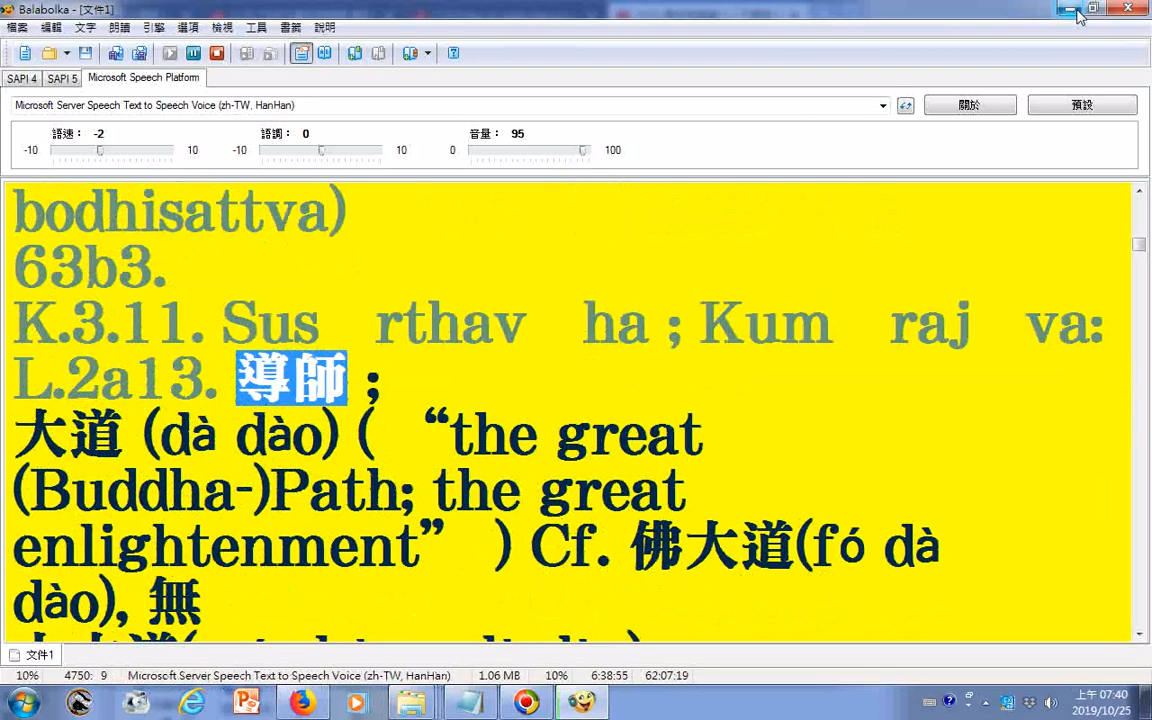 Balabolka - [文件1]
檔案 編輯 文字 朗讀 引擎 選項 檢視 工具 書籤 說明
SAPI 4 SAPI 5 Microsoft Speech Platform
Microsoft Server Speech Text to Speech Voice (zh-TW, HanHan) 關於 預設
語速： -2 語調： 0 音量： 95
-10 10 -10 10 0 100
bodhisattva)
63b3.
K.3.11. Sus rthav ha ; Kum raj va:
L.2a13. 導師 ;
大道 (dà dào) ( “the great
(Buddha-)Path; the great
enlightenment” ) Cf. 佛大道(fó dà
dào), 無
文件1
10% 4750: 9 Microsoft Server Speech Text to Speech Voice (zh-TW, HanHan) 1.06 MB 10% 6:38:55 62:07:19
上午 07:40
2019/10/25